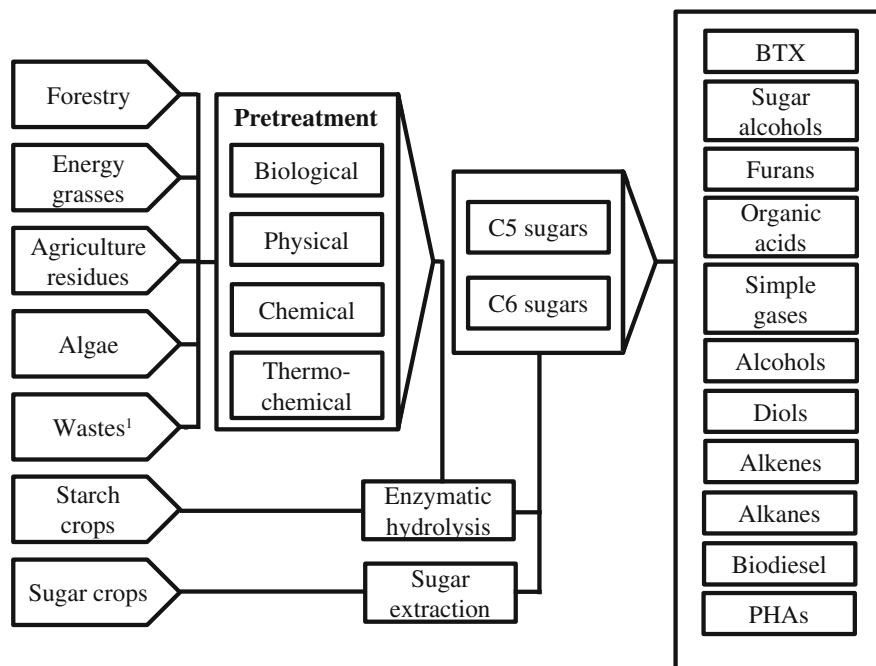 Forestry
Energy
grasses
Agriculture
residues
Algae
Wastes¹
Starch
crops
Sugar crops
Pretreatment
Biological
Physical
Chemical
Thermo-
chemical
Enzymatic
hydrolysis
Sugar
extraction
C5 sugars
C6 sugars
BTX
Sugar
alcohols
Furans
Organic
acids
Simple
gases
Alcohols
Diols
Alkenes
Alkanes
Biodiesel
PHAs